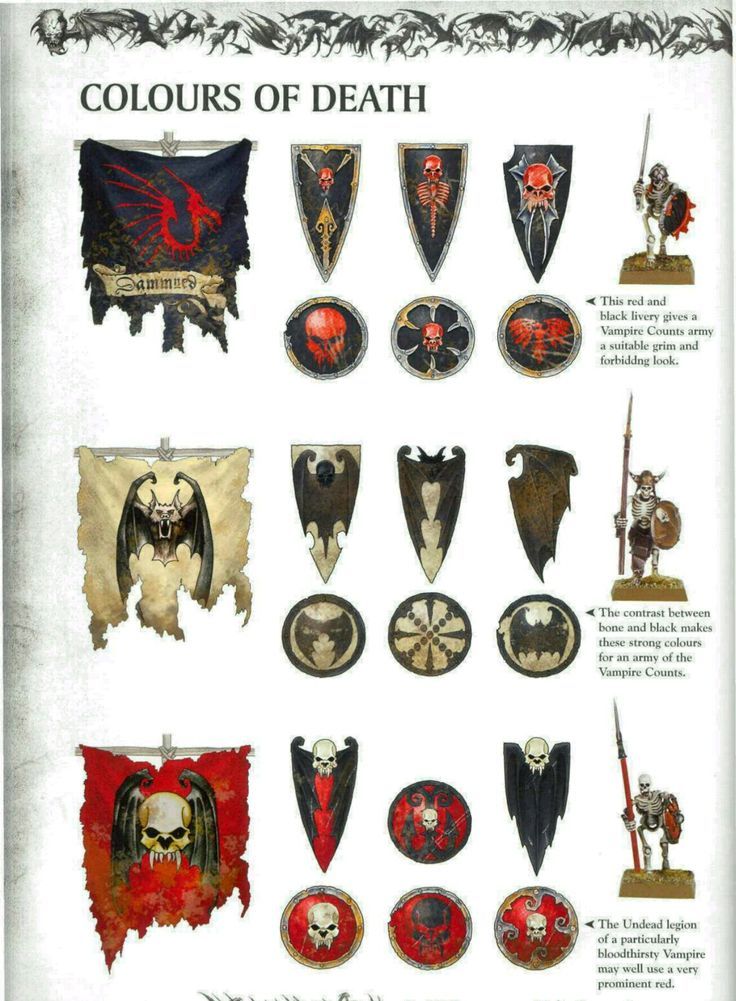 COLOURS OF DEATH
Dammned
This red and
black livery gives a
Vampire Counts army
a suitable grim and
forbiddng look.
The contrast between
bone and black makes
these strong colours
for an army of the
Vampire Counts.
The Undead legion
of a particularly
bloodthirsty Vampire
may well use a very
prominent red.